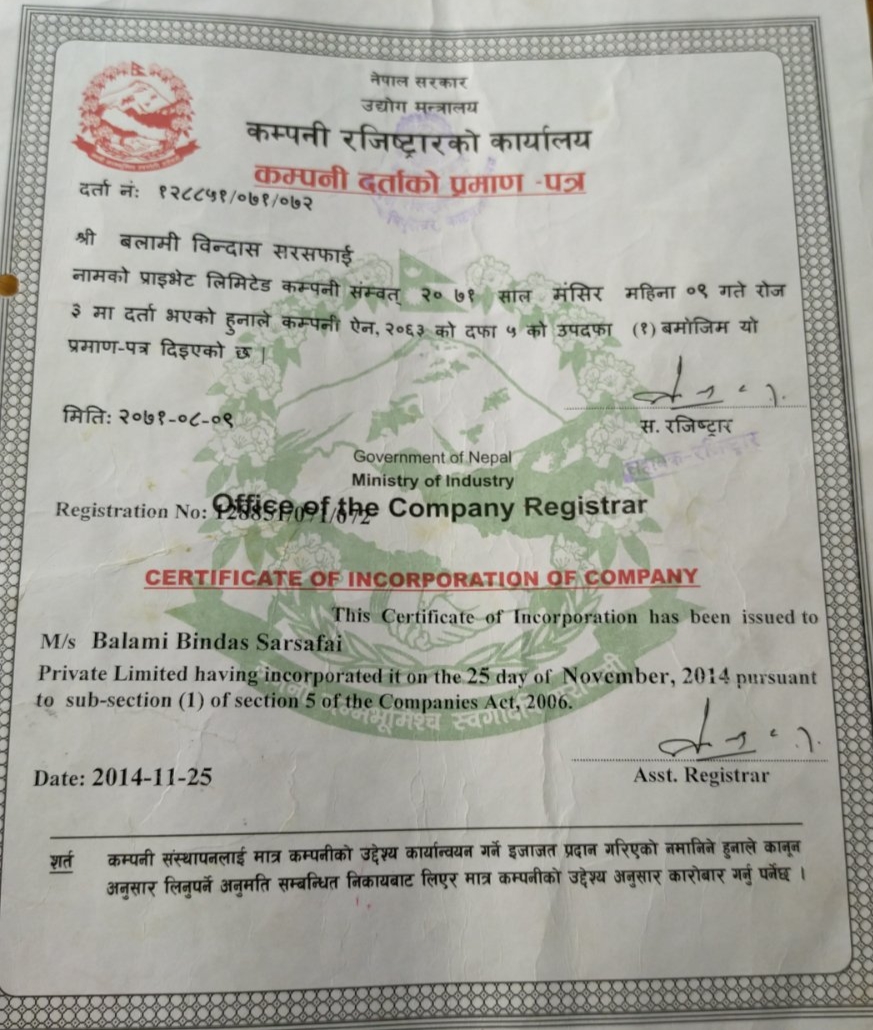 नेपाल सरकार
उद्योग मन्त्रालय
कम्पनी रजिष्ट्रारको कार्यालय
कम्पनी दर्ताको प्रमाण -पत्र
दर्ता नं: १२८८५१/०७१/०७२
श्री बलामी विन्दास सरसफाई
नामको प्राइभेट लिमिटेड कम्पनी संम्वत् २० ७१ साल मंसिर महिना ०९ गते रोज
३ मा दर्ता भएको हुनाले कम्पनी ऐन, २०६३ को दफा ५ को उपदफा (१) बमोजिम यो
प्रमाण-पत्र दिइएको छ |
मिति: २०७१-०८-०९
स. रजिष्ट्रार
सहायक-रजिष्ट्रार
Government of Nepal
Ministry of Industry
Office of the Company Registrar
Registration No: 128851/071/072
CERTIFICATE OF INCORPORATION OF COMPANY
This Certificate of Incorporation has been issued to
M/s Balami Bindas Sarsafai
Private Limited having incorporated it on the 25 day of November, 2014 pursuant
to sub-section (1) of section 5 of the Companies Act, 2006.
Date: 2014-11-25
Asst. Registrar
शर्त कम्पनी संस्थापनलाई मात्र कम्पनीको उद्देश्य कार्यान्वयन गर्ने इजाजत प्रदान गरिएको नमानिने हुनाले कानून
अनुसार लिनुपर्ने अनुमति सम्बन्धित निकायबाट लिएर मात्र कम्पनीको उद्देश्य अनुसार कारोबार गर्नु पर्नेछ ।